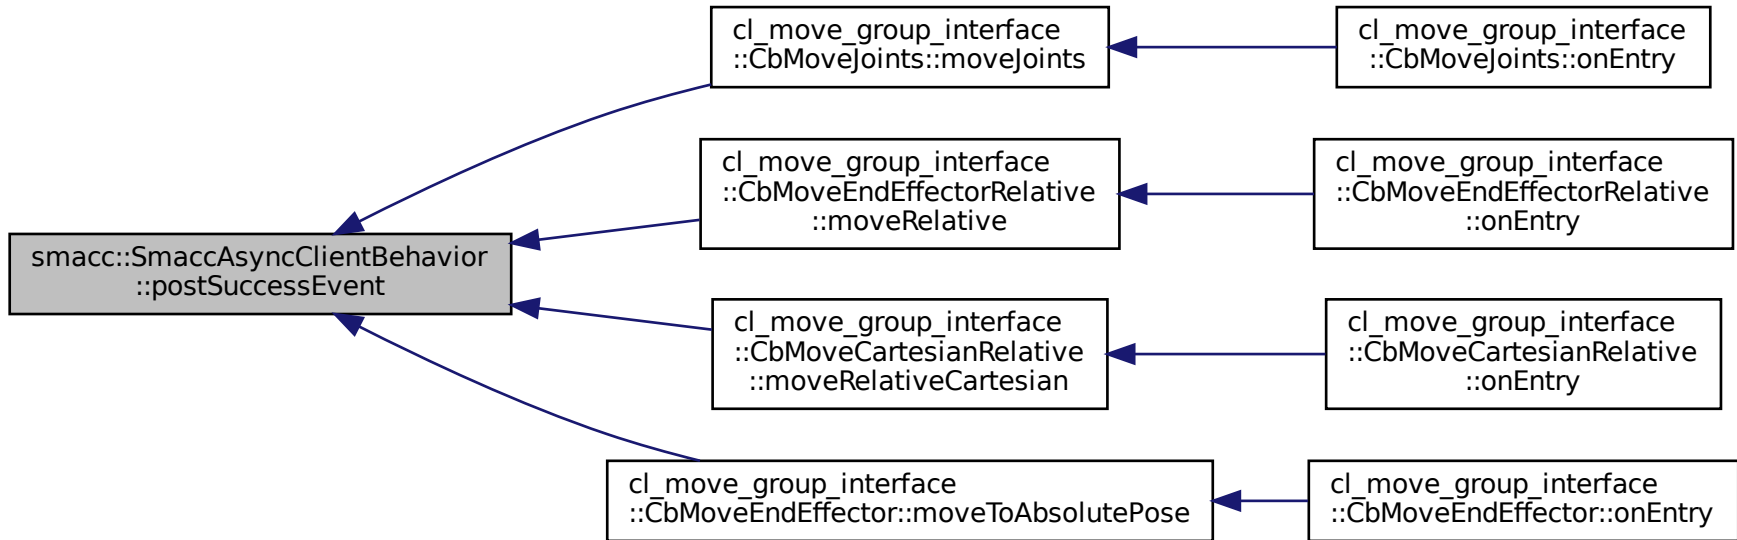 cl_move_group_interface
::CbMoveJoints::moveJoints
cl_move_group_interface
::CbMoveJoints::onEntry
cl_move_group_interface
::CbMoveEndEffectorRelative
::moveRelative
cl_move_group_interface
::CbMoveEndEffectorRelative
::onEntry
smacc::SmaccAsyncClientBehavior
::postSuccessEvent
cl_move_group_interface
::CbMoveCartesianRelative
::moveRelativeCartesian
cl_move_group_interface
::CbMoveCartesianRelative
::onEntry
cl_move_group_interface
::CbMoveEndEffector::moveToAbsolutePose
cl_move_group_interface
::CbMoveEndEffector::onEntry